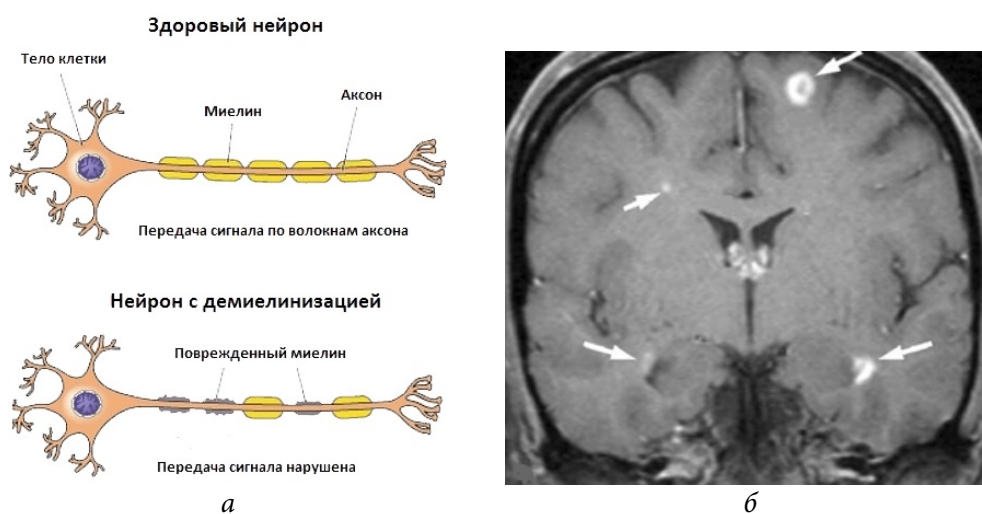 Здоровый нейрон
Тело клетки
Миелин
Аксон
Передача сигнала по волокнам аксона
Нейрон с демиелинизацией
Поврежденный миелин
Передача сигнала нарушена
а
б